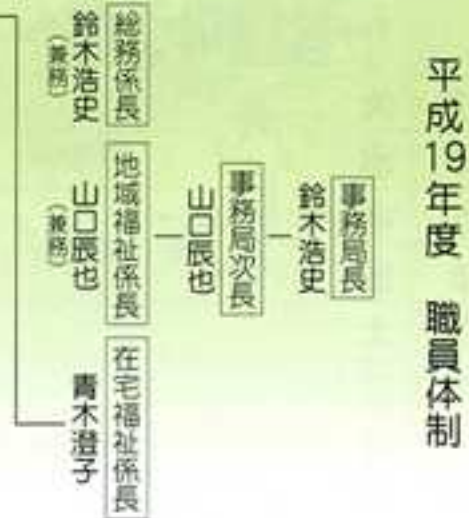 平成19年度　職員体制
事務局長
鈴木浩史
事務局次長
山口辰也
総務係長
鈴木浩史
（兼務）
地域福祉係長
山口辰也
（兼務）
在宅福祉係長
青木澄子